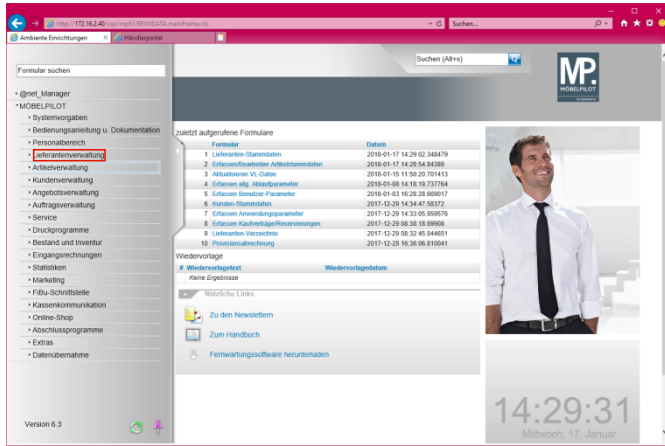 http://172.16.2.40/csp/mpt61/BEWIDATA.mainFrame.cls
Suchen...
Ambiente Einrichtungen
Händlerportal
Formular suchen
@net_Manager
MÖBELPILOT
Systemvorgaben
Bedienungsanleitung u. Dokumentation
Personalbereich
Lieferantenverwaltung
Artikelverwaltung
Kundenverwaltung
Angebotsverwaltung
Auftragsverwaltung
Service
Druckprogramme
Bestand und Inventur
Eingangsrechnungen
Statistiken
Marketing
FiBu-Schnittstelle
Kassenkommunikation
Online-Shop
Abschlussprogramme
Extras
Datenübernahme
Version 6.3
Suchen (Alt+s)
MP.
MÖBELPILOT
zuletzt aufgerufene Formulare
Formular Datum
1 Lieferanten-Stammdaten 2018-01-17 14:29:02.348479
2 Erfassen/Bearbeiten Artikelstammdaten 2018-01-17 14:28:54.84389
3 Aktualisieren VL-Daten 2018-01-15 11:50:20.701413
4 Erfassen allg. Ablaufparameter 2018-01-08 14:18:19.737764
5 Erfassen Benutzer-Parameter 2018-01-03 16:28:28.669017
6 Kunden-Stammdaten 2017-12-29 14:34:47.58372
7 Erfassen Anwendungsparameter 2017-12-29 14:33:05.959576
8 Erfassen Kaufverträge/Reservierungen 2017-12-29 08:38:18.69908
9 Lieferanten-Verzeichnis 2017-12-29 08:32:45.044651
10 Provisionsabrechnung 2017-12-28 16:36:06.810041
Wiedervorlage
# Wiedervorlagetext Wiedervorlagedatum
Keine Ergebnisse
Nützliche Links
Zu den Newslettern
Zum Handbuch
Fernwartungssoftware herunterladen
14:29:31
Mittwoch, 17. Januar